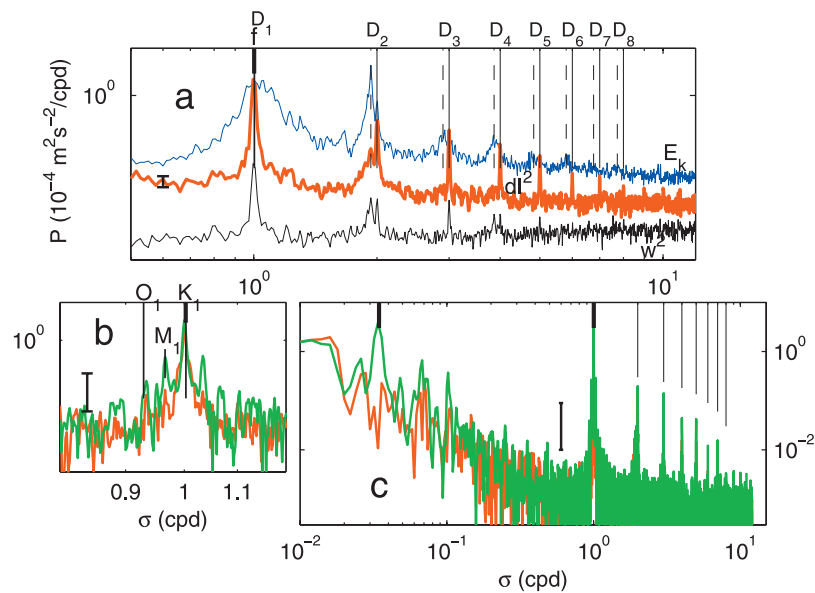 D1 D2 D3 D4 D5 D6 D7 D8
f
10^0
a
P (10^-4 m^2s^-2/cpd)
E_k
dI^2
w^2
10^0 10^1
O1 K1
M1
b
10^0
c
10^0
10^-2
0.9 1 1.1
σ (cpd)
10^-2 10^-1 10^0 10^1
σ (cpd)